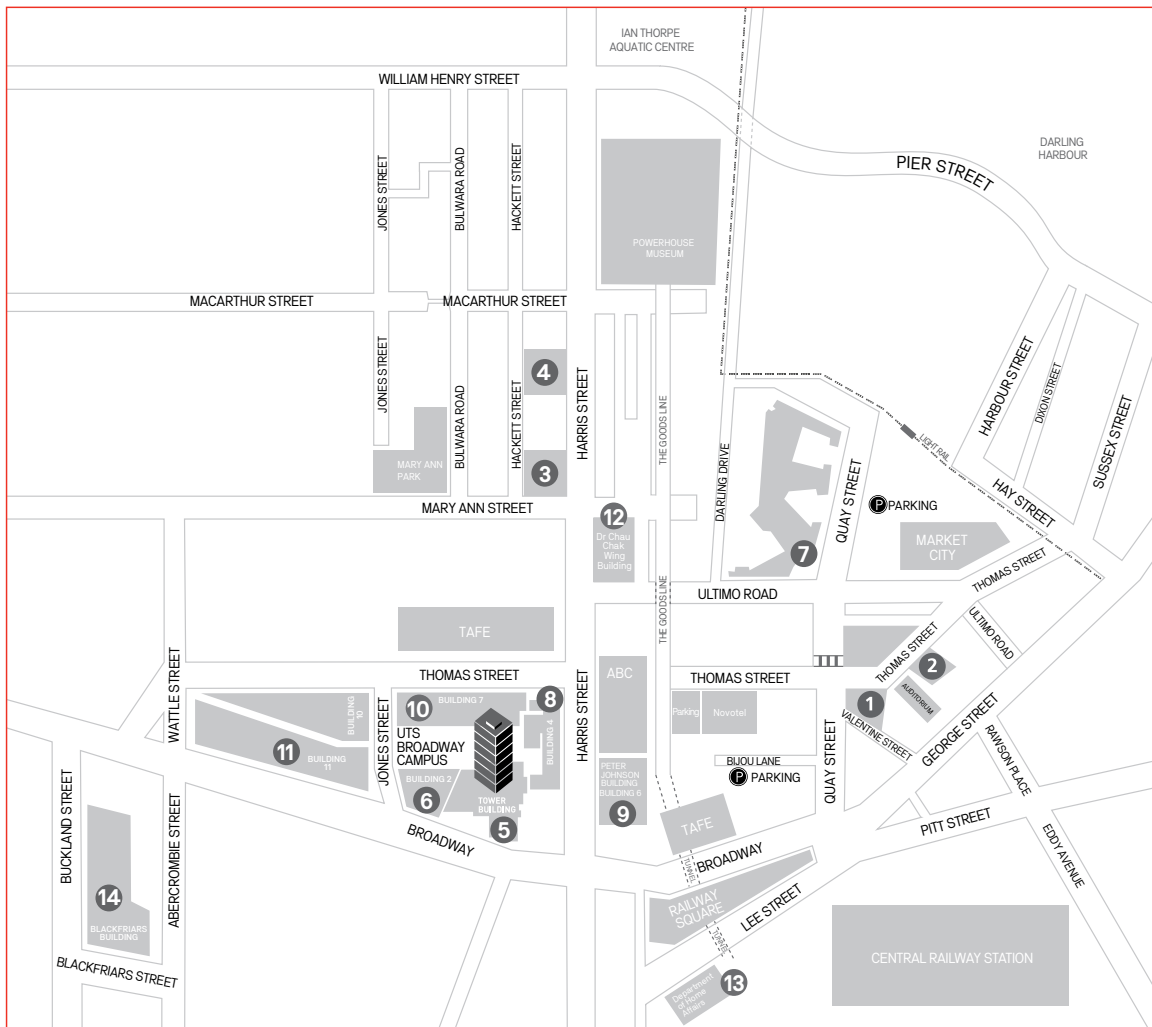 IAN THORPE
AQUATIC CENTRE
WILLIAM HENRY STREET
DARLING
HARBOUR
PIER STREET
JONES STREET
BULWARA ROAD
HACKETT STREET
POWERHOUSE
MUSEUM
MACARTHUR STREET
MACARTHUR STREET
JONES STREET
BULWARA ROAD
HACKETT STREET
4
3
HARRIS STREET
THE GOODS LINE
DARLING DRIVE
QUAY STREET
LIGHT RAIL
HARBOUR STREET
DIXON STREET
SUSSEX STREET
HAY STREET
MARY ANN
PARK
MARY ANN STREET
12
Dr Chau
Chak
Wing
Building
7
P PARKING
MARKET
CITY
THOMAS STREET
ULTIMO ROAD
THE GOODS LINE
ULTIMO ROAD
TAFE
THOMAS STREET
ABC
THOMAS STREET
THOMAS STREET
2
1
AUDITORIUM
VALENTINE STREET
GEORGE STREET
RAWSON PLACE
WATTLE STREET
BUILDING
10
11
BUILDING
11
JONES STREET
10
BUILDING 7
8
BUILDING 4
UTS
BROADWAY
CAMPUS
BUILDING 2
6
TOWER
BUILDING
5
HARRIS STREET
Parking
Novotel
BIJOU LANE
P PARKING
QUAY STREET
PETER
JOHNSON
BUILDING
BUILDING 6
9
TAFE
BROADWAY
BROADWAY
PITT STREET
EDDY AVENUE
TUNNEL
RAILWAY
SQUARE
LEE STREET
TUNNEL
BUCKLAND STREET
ABERCROMBIE STREET
14
BLACKFRIARS
BUILDING
BLACKFRIARS STREET
Department
of Home
Affairs
13
CENTRAL RAILWAY STATION